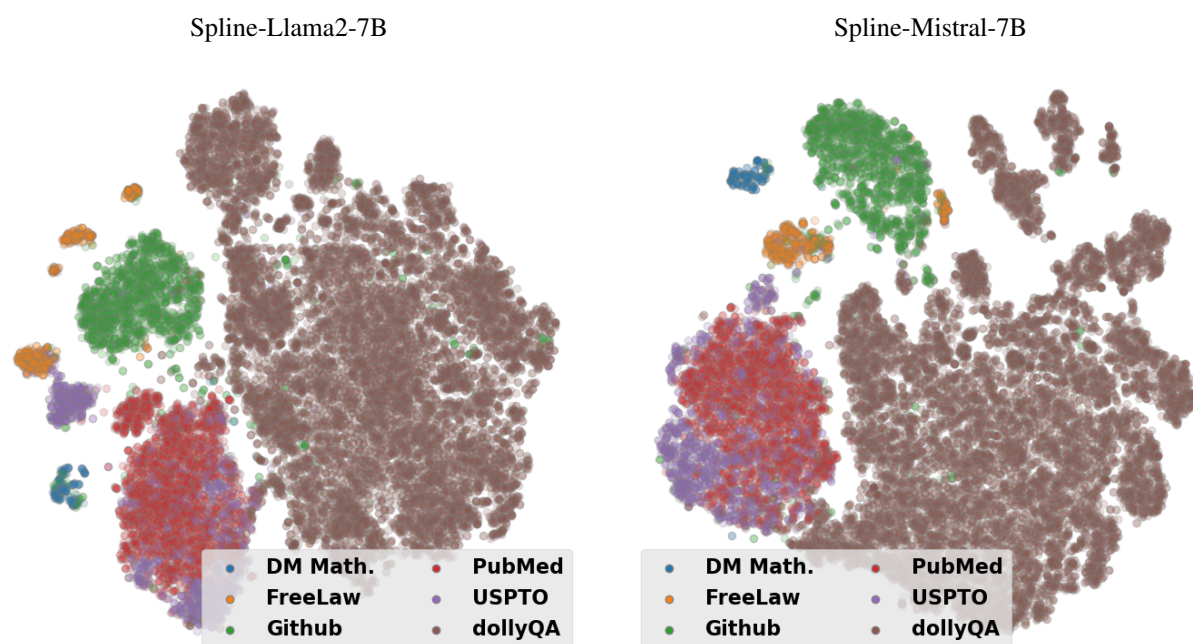 Spline-Llama2-7B
Spline-Mistral-7B
DM Math.
FreeLaw
Github
PubMed
USPTO
dollyQA
DM Math.
FreeLaw
Github
PubMed
USPTO
dollyQA